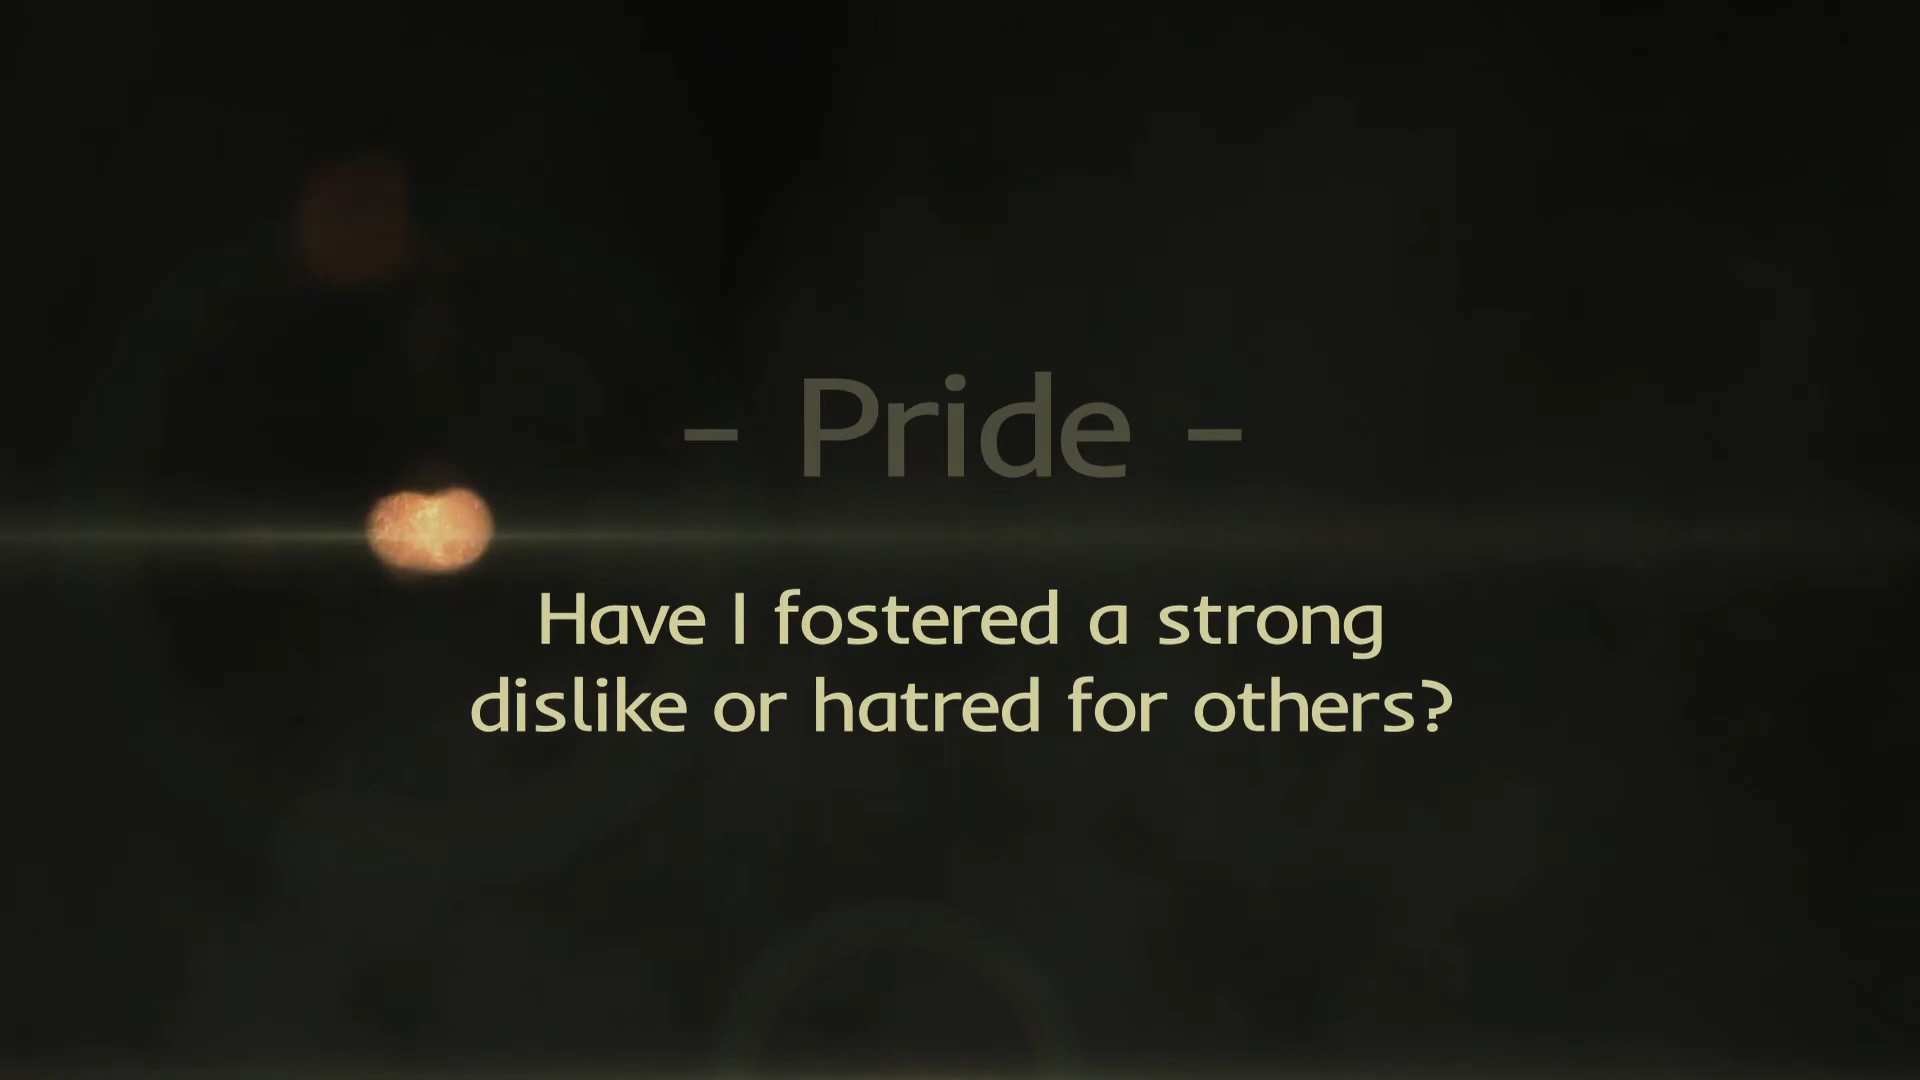 - Pride -
Have I fostered a strong
dislike or hatred for others?